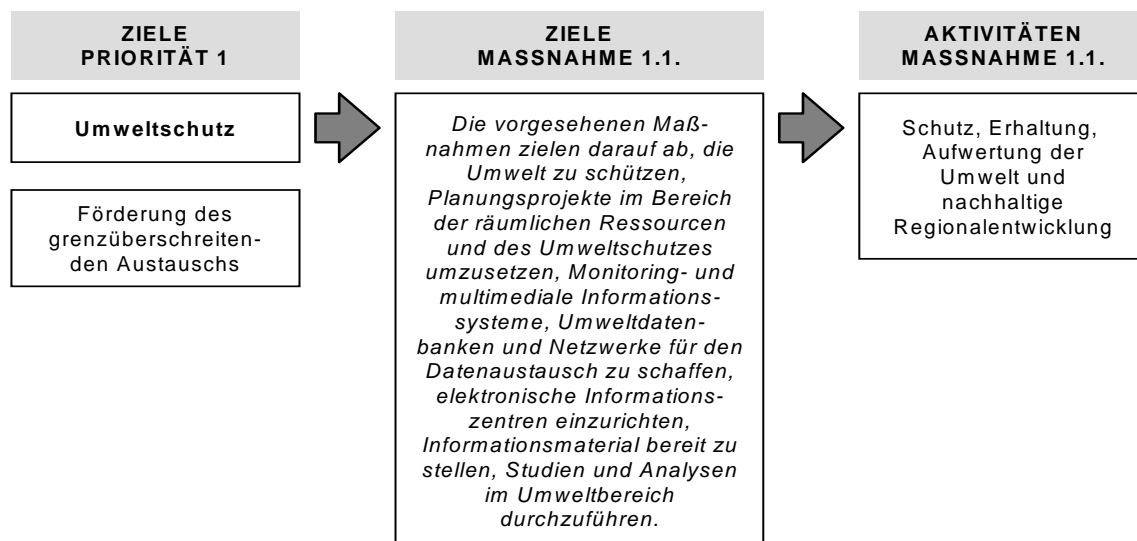 ZIELE
PRIORITÄT 1
Umweltschutz
Förderung des
grenzüberschreiten-
den Austauschs
ZIELE
MASSNAHME 1.1.
Die vorgesehenen Maß-
nahmen zielen darauf ab, die
Umwelt zu schützen,
Planungsprojekte im Bereich
der räumlichen Ressourcen
und des Umweltschutzes
umzusetzen, Monitoring- und
multimediale Informations-
systeme, Umweltdaten-
banken und Netzwerke für den
Datenaustausch zu schaffen,
elektronische Informations-
zentren einzurichten,
Informationsmaterial bereit zu
stellen, Studien und Analysen
im Umweltbereich
durchzuführen.
AKTIVITÄTEN
MASSNAHME 1.1.
Schutz, Erhaltung,
Aufwertung der
Umwelt und
nachhaltige
Regionalentwicklung